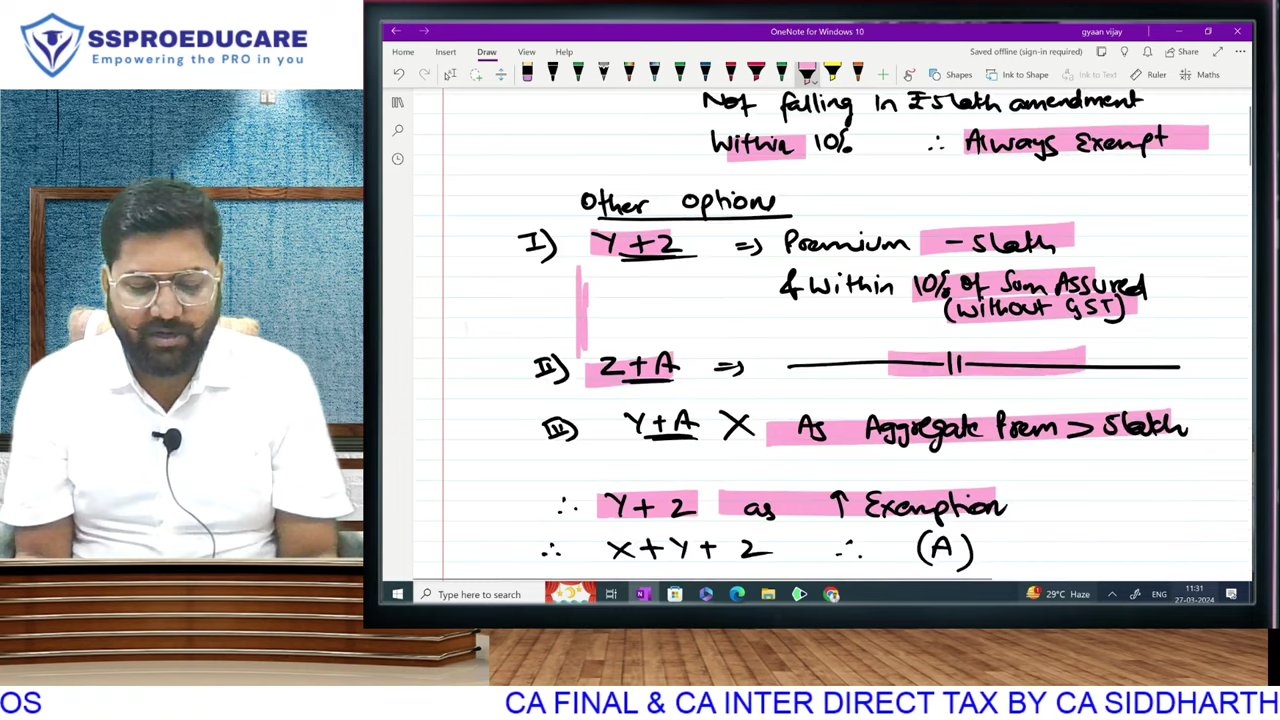 SSPROEDUCARE
Empowering the PRO in you
OneNote for Windows 10
gyaan vijay
Home Insert Draw View Help
Saved offline (sign-in required)
Share
Shapes
Ink to Shape
Ink to Text
Ruler
Maths
Not falling in ₹5lakh amendment
Within 10% ∴ Always Exempt
Other options
I) Y+Z => Premium - 5lakh
& Within 10% of Sum Assured
(without GST)
II) Z+A => 11
III) Y+A X As Aggregate Prem > 5lakh
∴ Y+Z as ↑ Exemption
∴ X+Y+Z ∴ (A)
Type here to search
29°C Haze
ENG
11:31
27-03-2024
OS CA FINAL & CA INTER DIRECT TAX BY CA SIDDHARTH